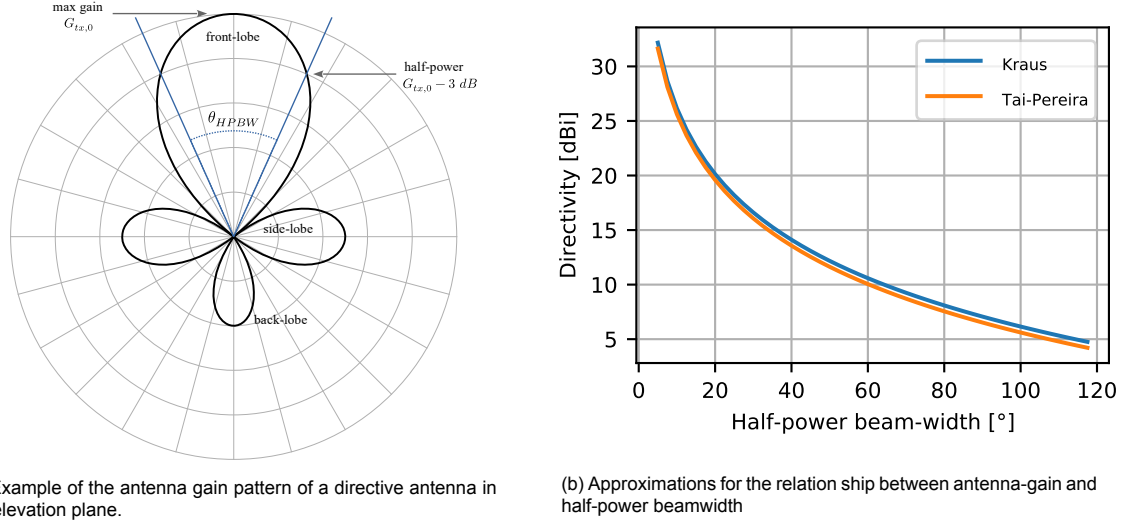 max gain
G_{tx,0}
front-lobe
half-power
G_{tx,0} − 3 dB
θ_{HPBW}
side-lobe
back-lobe
xample of the antenna gain pattern of a directive antenna in
elevation plane.
Directivity [dBi]
30
25
20
15
10
5
Kraus
Tai-Pereira
0 20 40 60 80 100 120
Half-power beam-width [°]
(b) Approximations for the relation ship between antenna-gain and
half-power beamwidth